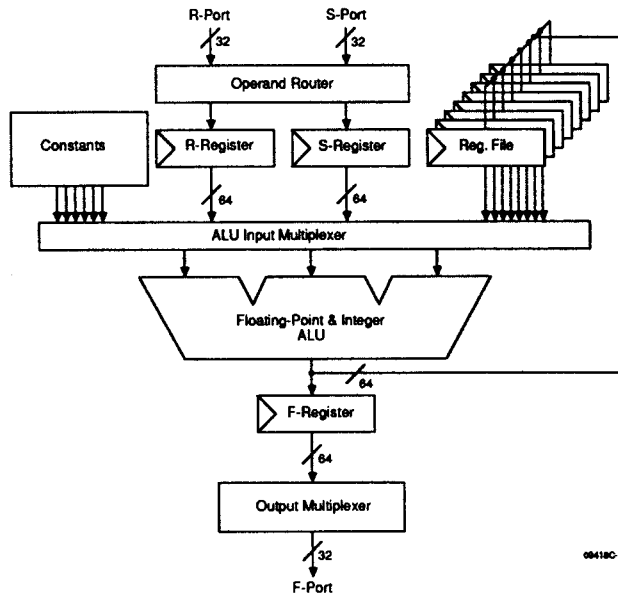 R-Port
S-Port
32
32
Operand Router
Constants
R-Register
S-Register
Reg. File
64
64
ALU Input Multiplexer
Floating-Point & Integer
ALU
64
F-Register
64
Output Multiplexer
32
F-Port